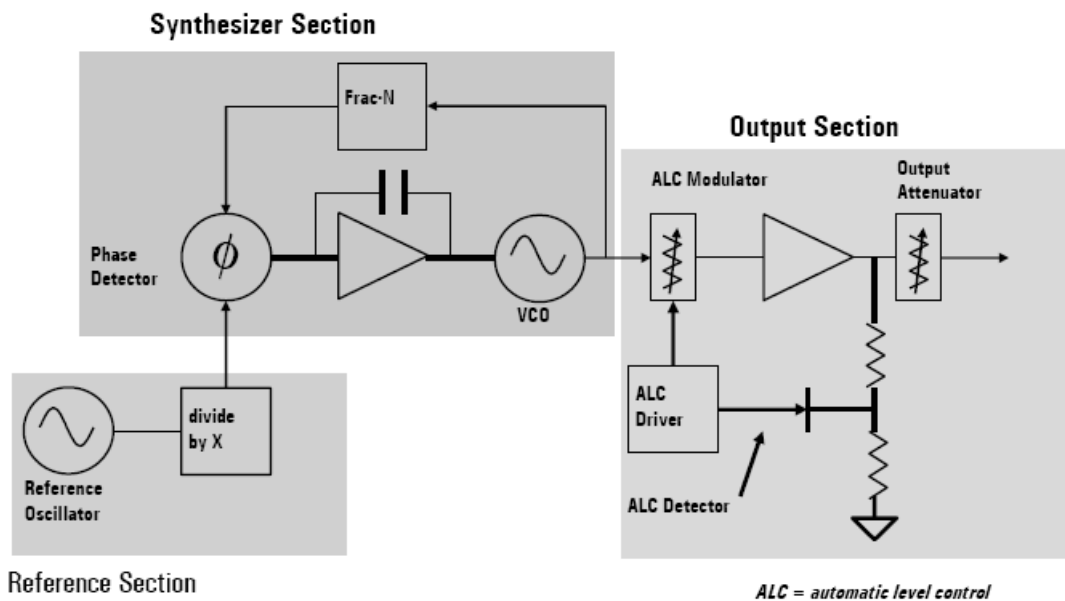 Synthesizer Section
Frac-N
Phase
Detector
ϕ
VCO
Output Section
ALC Modulator
Output
Attenuator
ALC
Driver
ALC Detector
divide
by X
Reference
Oscillator
Reference Section
ALC = automatic level control